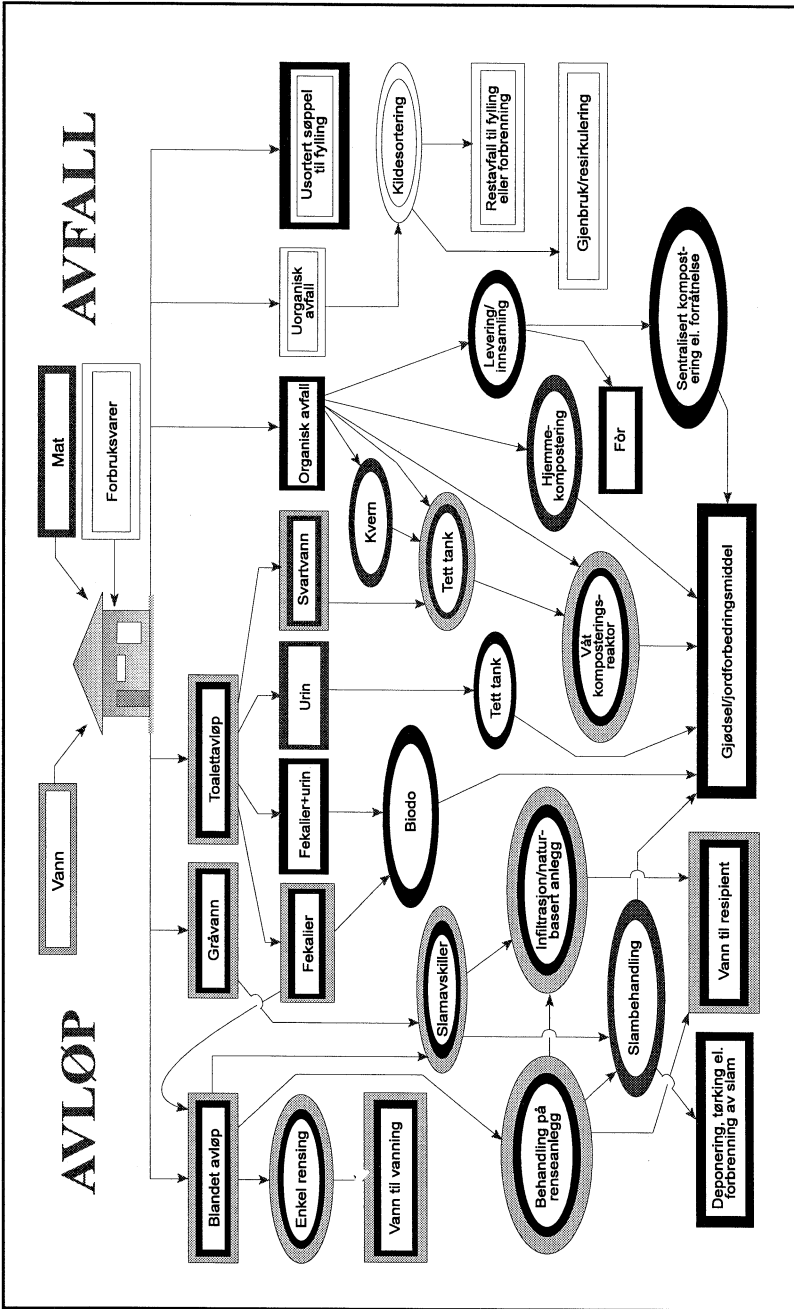 AVLØP
AVFALL
Vann
Mat
Forbruksvarer
Blandet avløp
Gråvann
Toalettavløp
Fekalier
Fekalier+urin
Urin
Svartvann
Organisk avfall
Uorganisk
avfall
Usortert søppel
til fylling
Enkel rensing
Vann til vanning
Slamavskiller
Biodo
Tett tank
Kvern
Tett tank
Kildesortering
Levering/
innsamling
Restavfall til fylling
eller forbrenning
Behandling på
renseanlegg
Infiltrasjon/natur-
basert anlegg
Våt
komposterings-
reaktor
Hjemme-
kompostering
Gjenbruk/resirkulering
Fòr
Slambehandling
Sentralisert kompost-
ering el. forråtnelse
Deponering, tørking el.
forbrenning av slam
Vann til resipient
Gjødsel/jordforbedringsmiddel